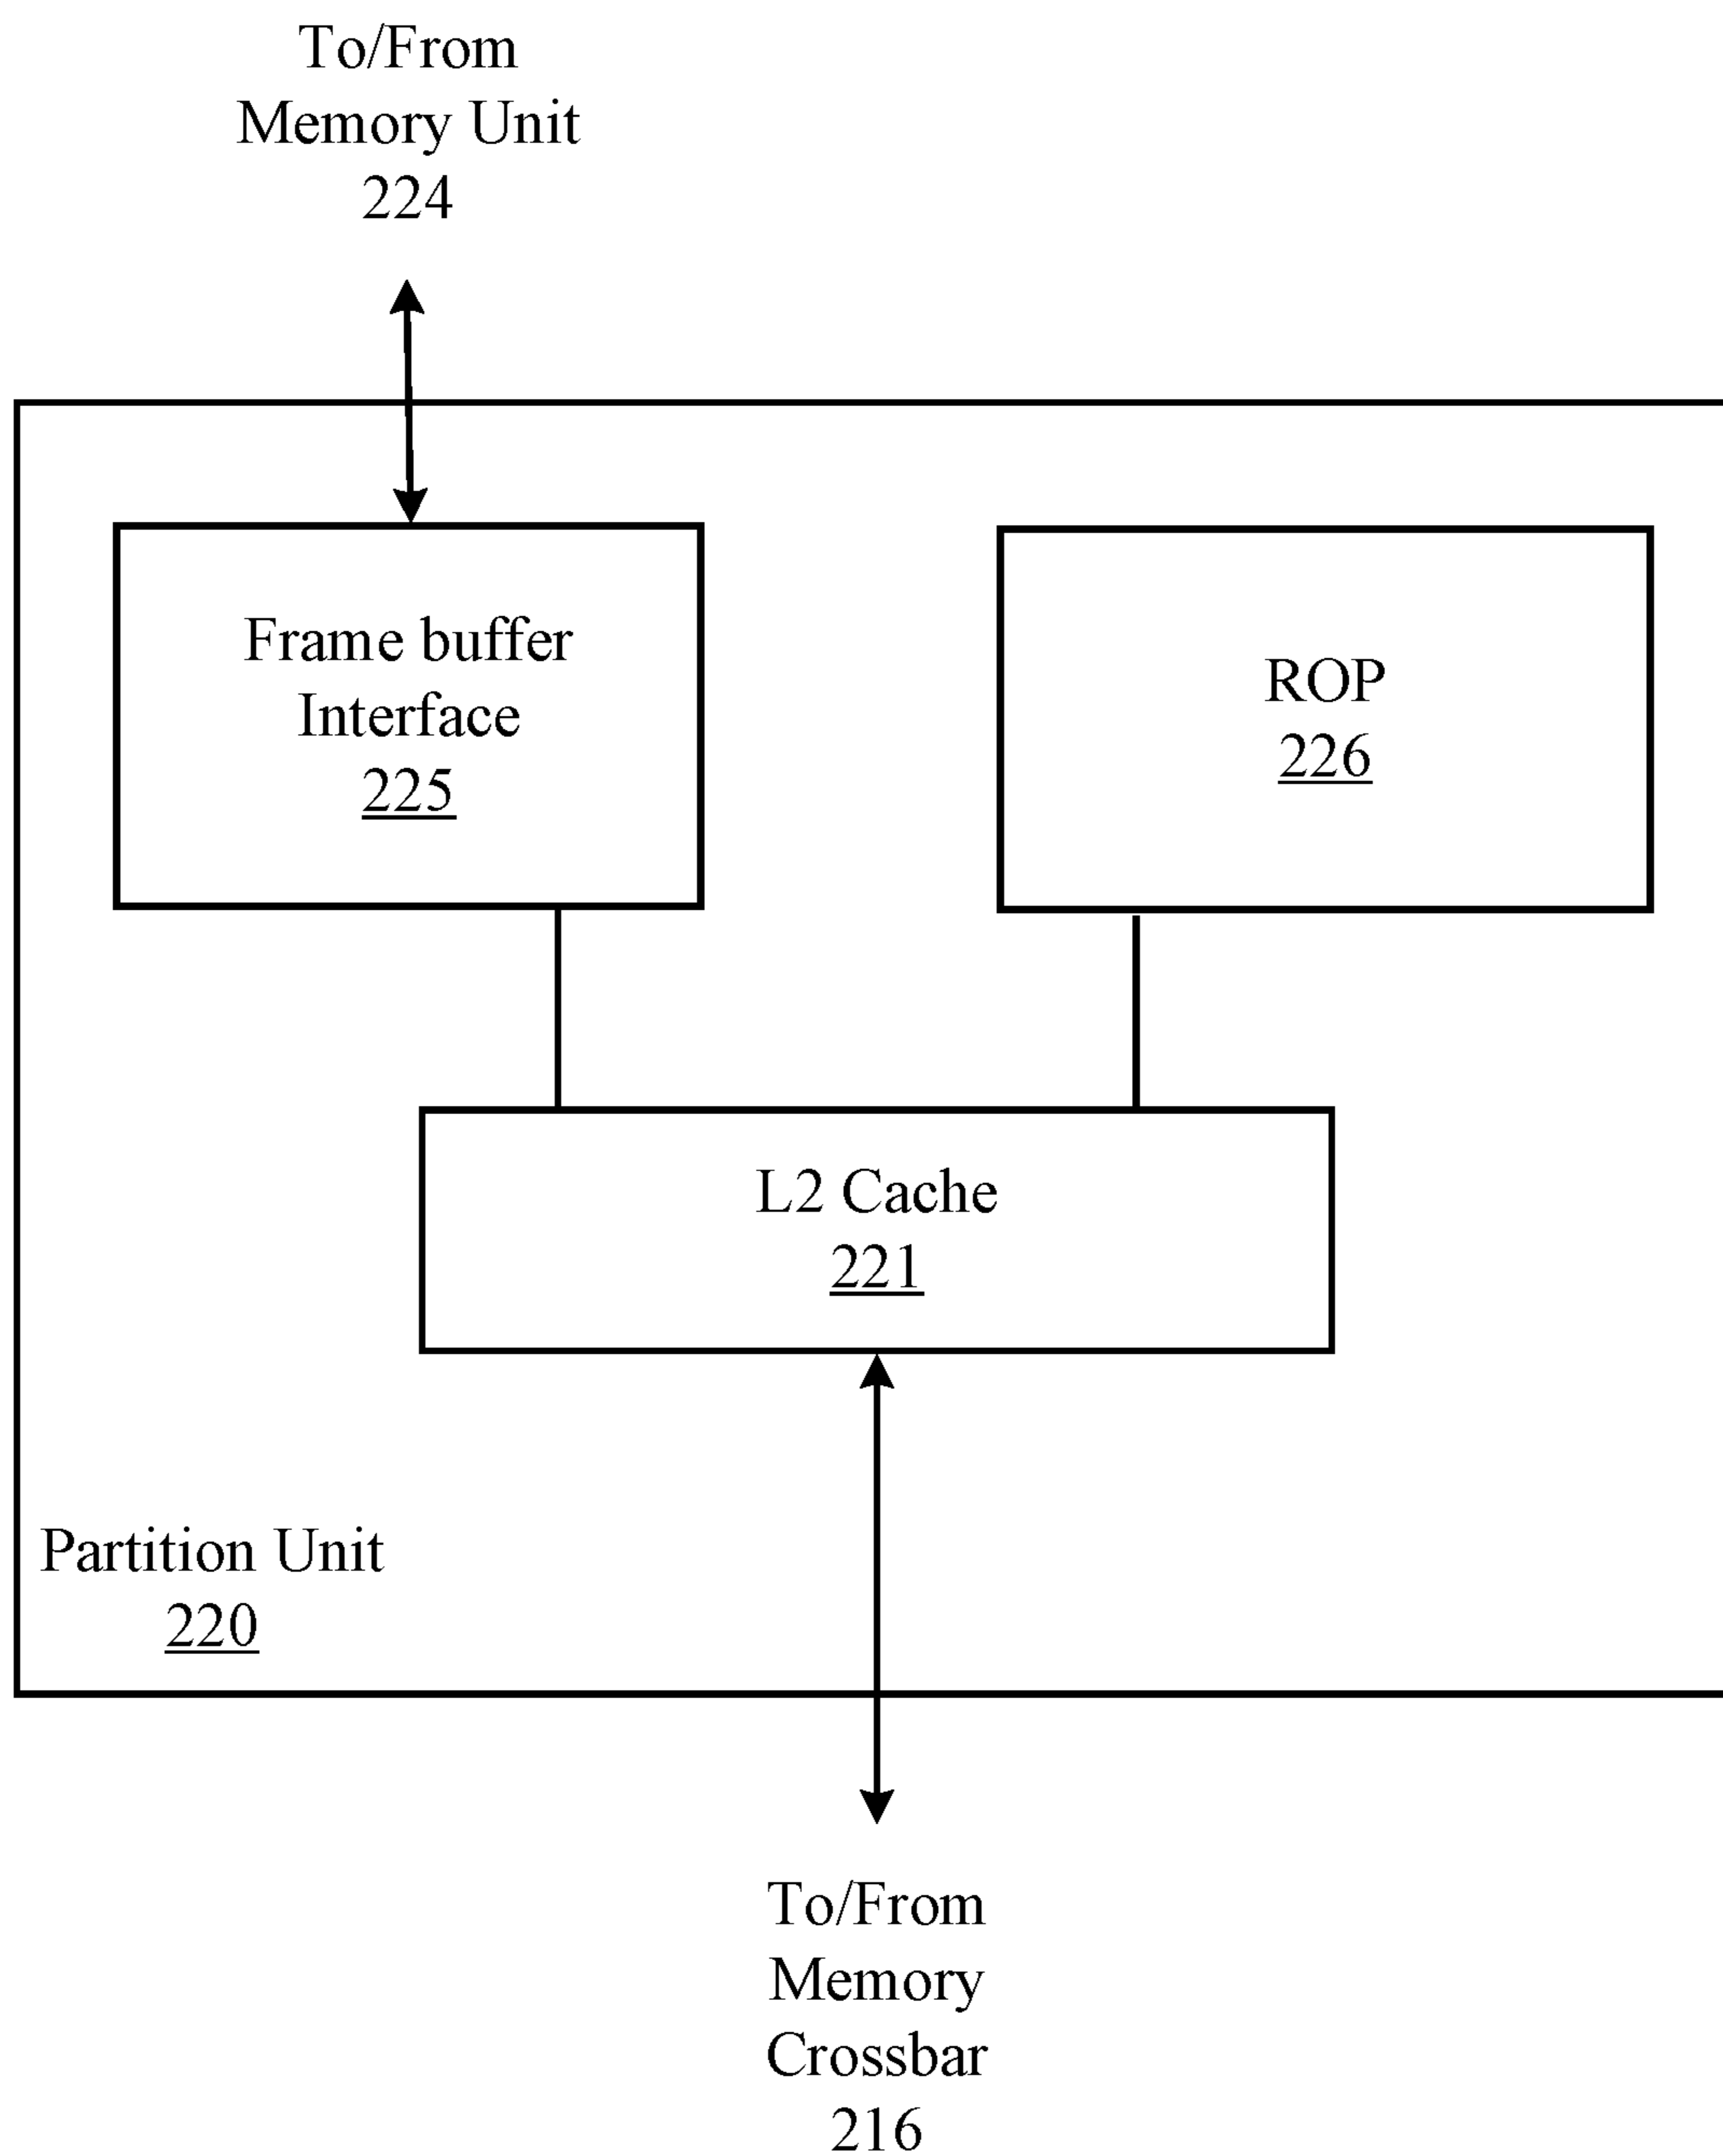 To/From
Memory Unit
224
Frame buffer
Interface
225
ROP
226
L2 Cache
221
Partition Unit
220
To/From
Memory
Crossbar
216